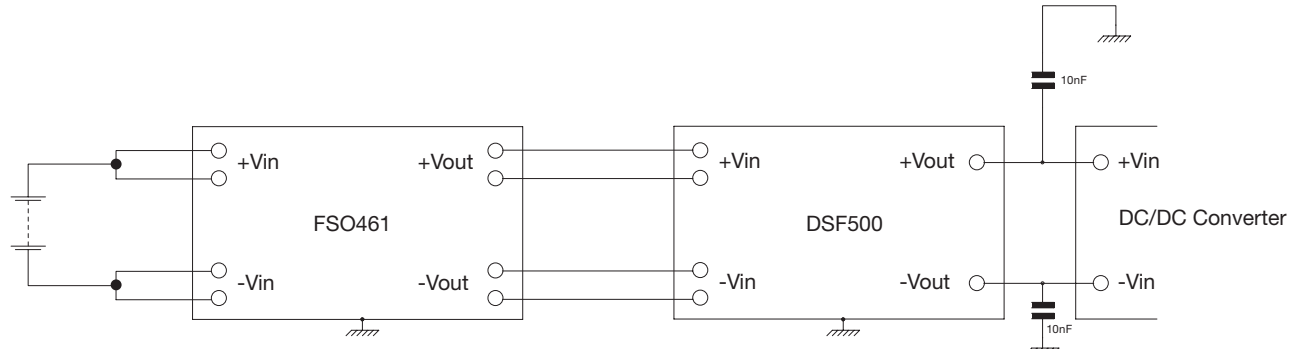 10nF
+Vin
+Vout
+Vin
+Vout
+Vin
FSO461
DSF500
DC/DC Converter
-Vin
-Vout
-Vin
-Vout
-Vin
10nF